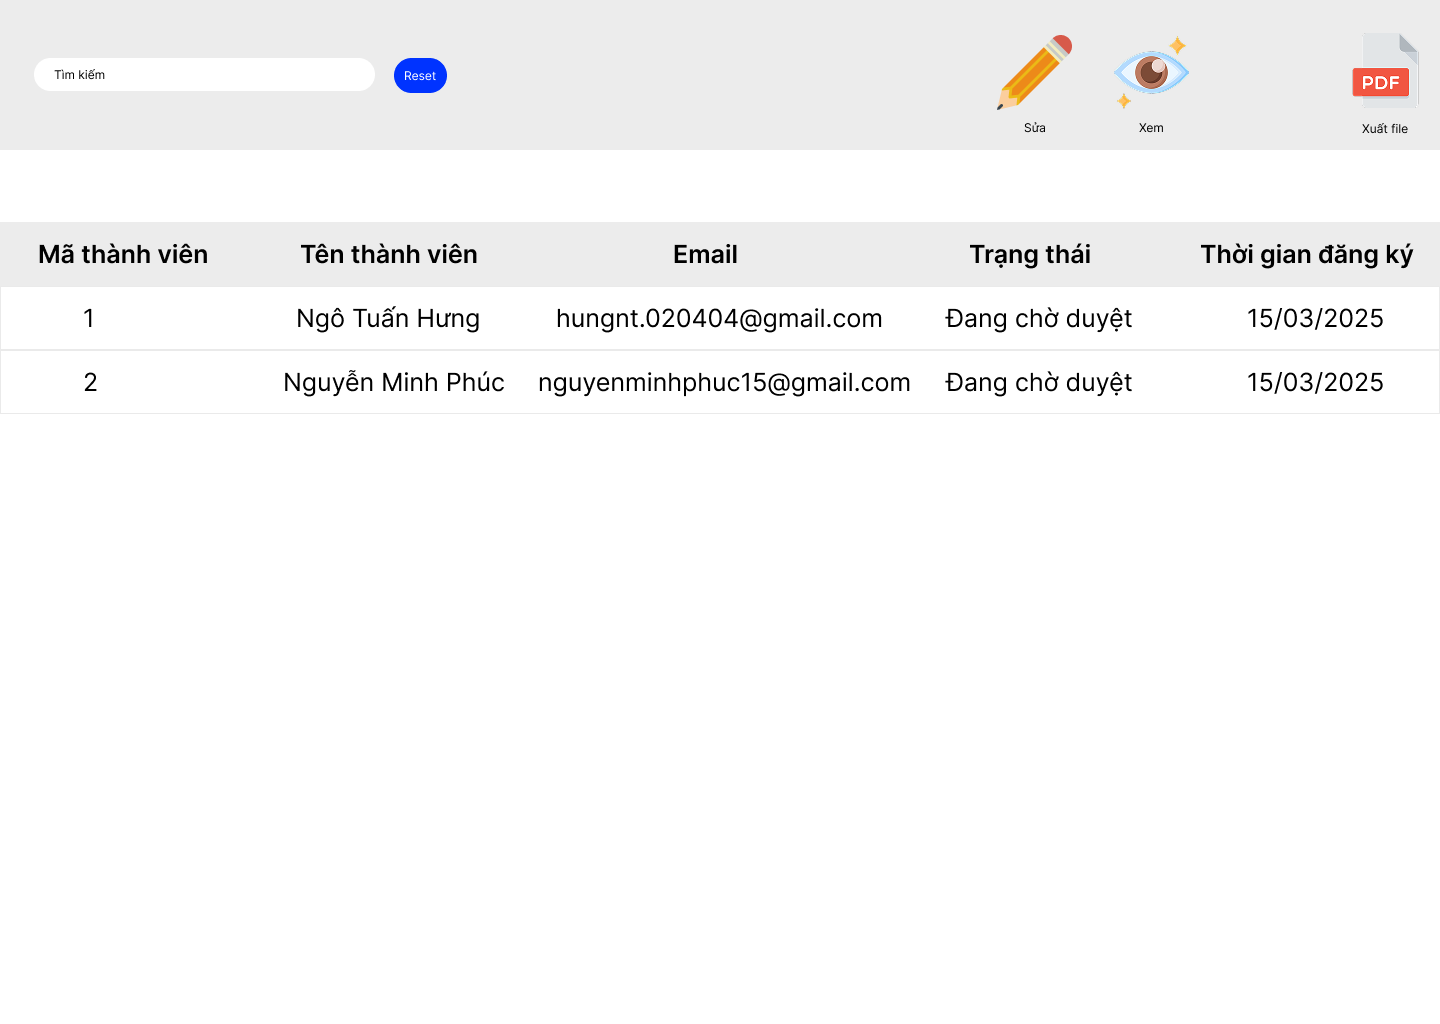 Tìm kiếm
Reset
PDF
Sửa
Xem
Xuất file
Mã thành viên Tên thành viên Email Trạng thái Thời gian đăng ký
1 Ngô Tuấn Hưng hungnt.020404@gmail.com Đang chờ duyệt 15/03/2025
2 Nguyễn Minh Phúc nguyenminhphuc15@gmail.com Đang chờ duyệt 15/03/2025